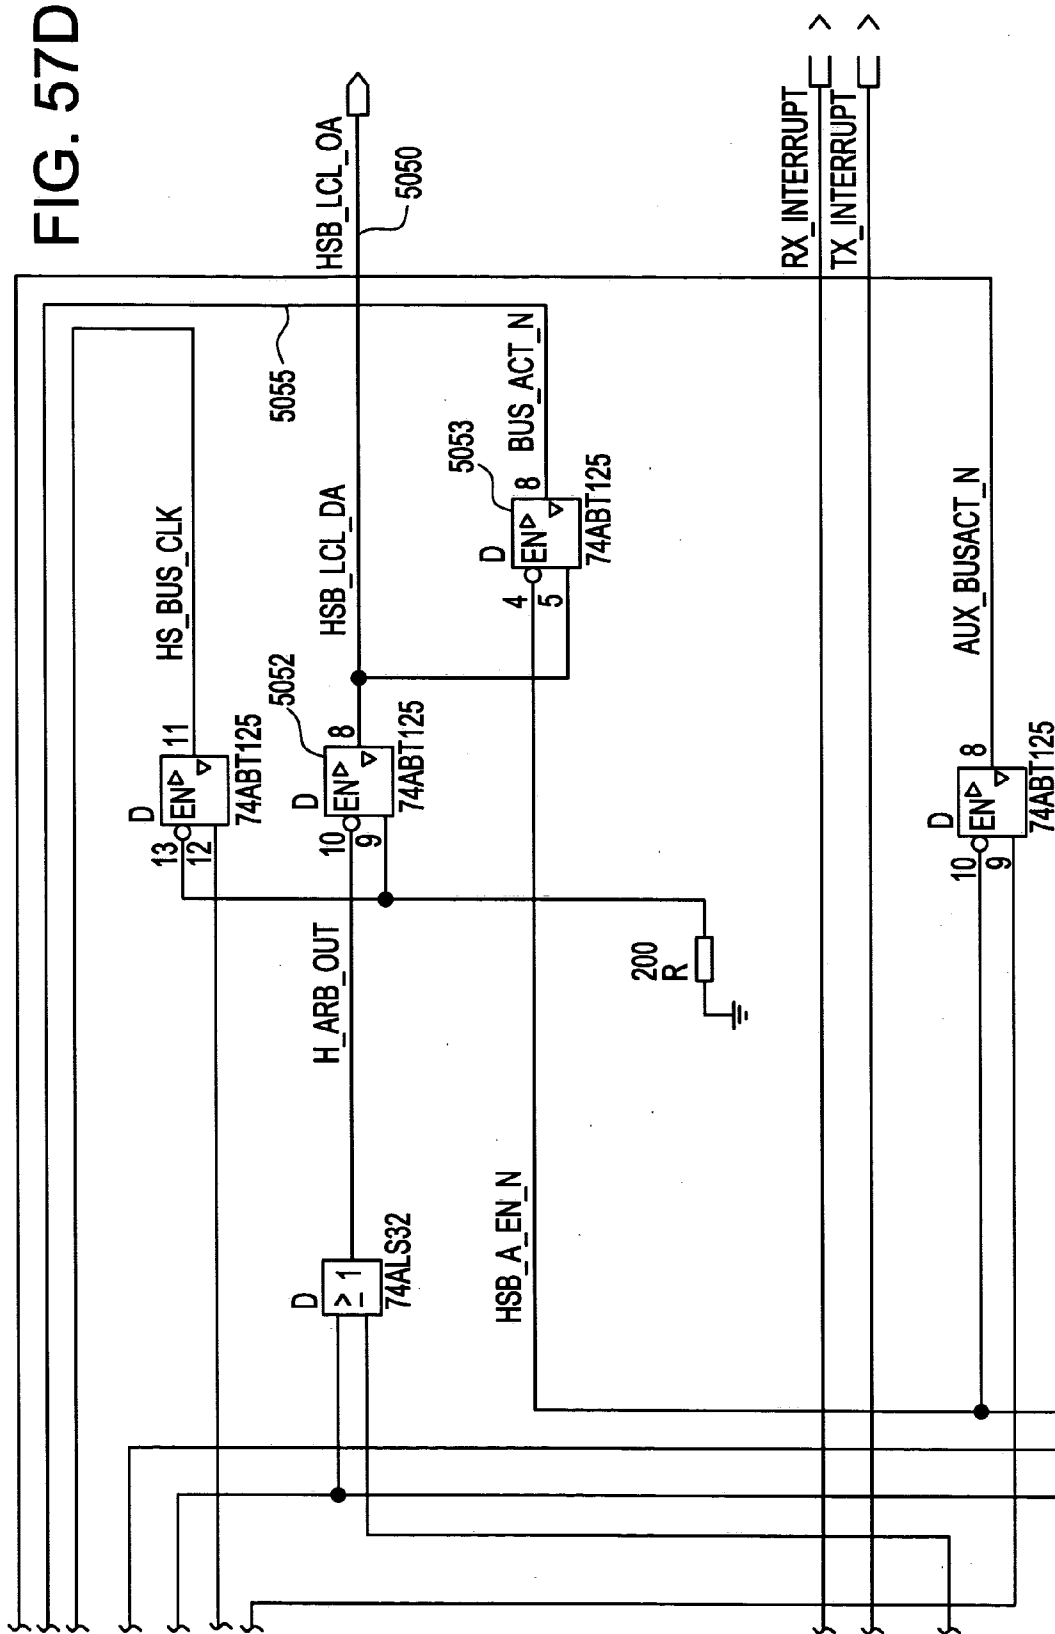 FIG. 57D
HSB_LCL_OA
5050
RX_INTERRUPT
TX_INTERRUPT
5055
HS_BUS_CLK
HSB_LCL_DA
BUS_ACT_N
5053
AUX_BUSACT_N
D
13
12
EN
11
74ABT125
5052
D
10
9
EN
8
74ABT125
D
4
5
EN
8
74ABT125
D
10
9
EN
8
74ABT125
H_ARB_OUT
200
R
HSB_A_EN_N
D
>_ 1
74ALS32